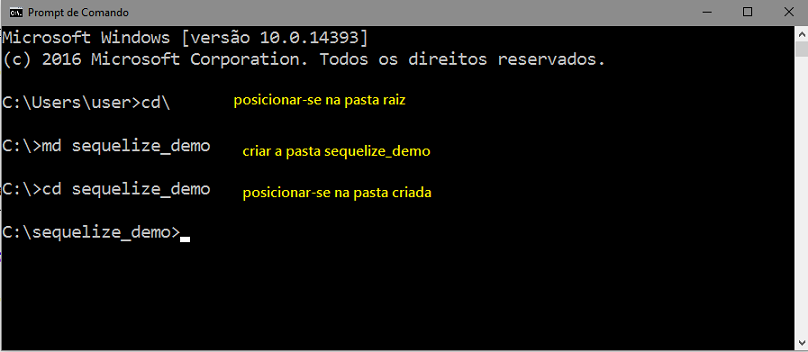 Prompt de Comando
Microsoft Windows [versão 10.0.14393]
(c) 2016 Microsoft Corporation. Todos os direitos reservados.
C:\Users\user>cd\ posicionar-se na pasta raiz
C:\>md sequelize_demo criar a pasta sequelize_demo
C:\>cd sequelize_demo posicionar-se na pasta criada
C:\sequelize_demo>